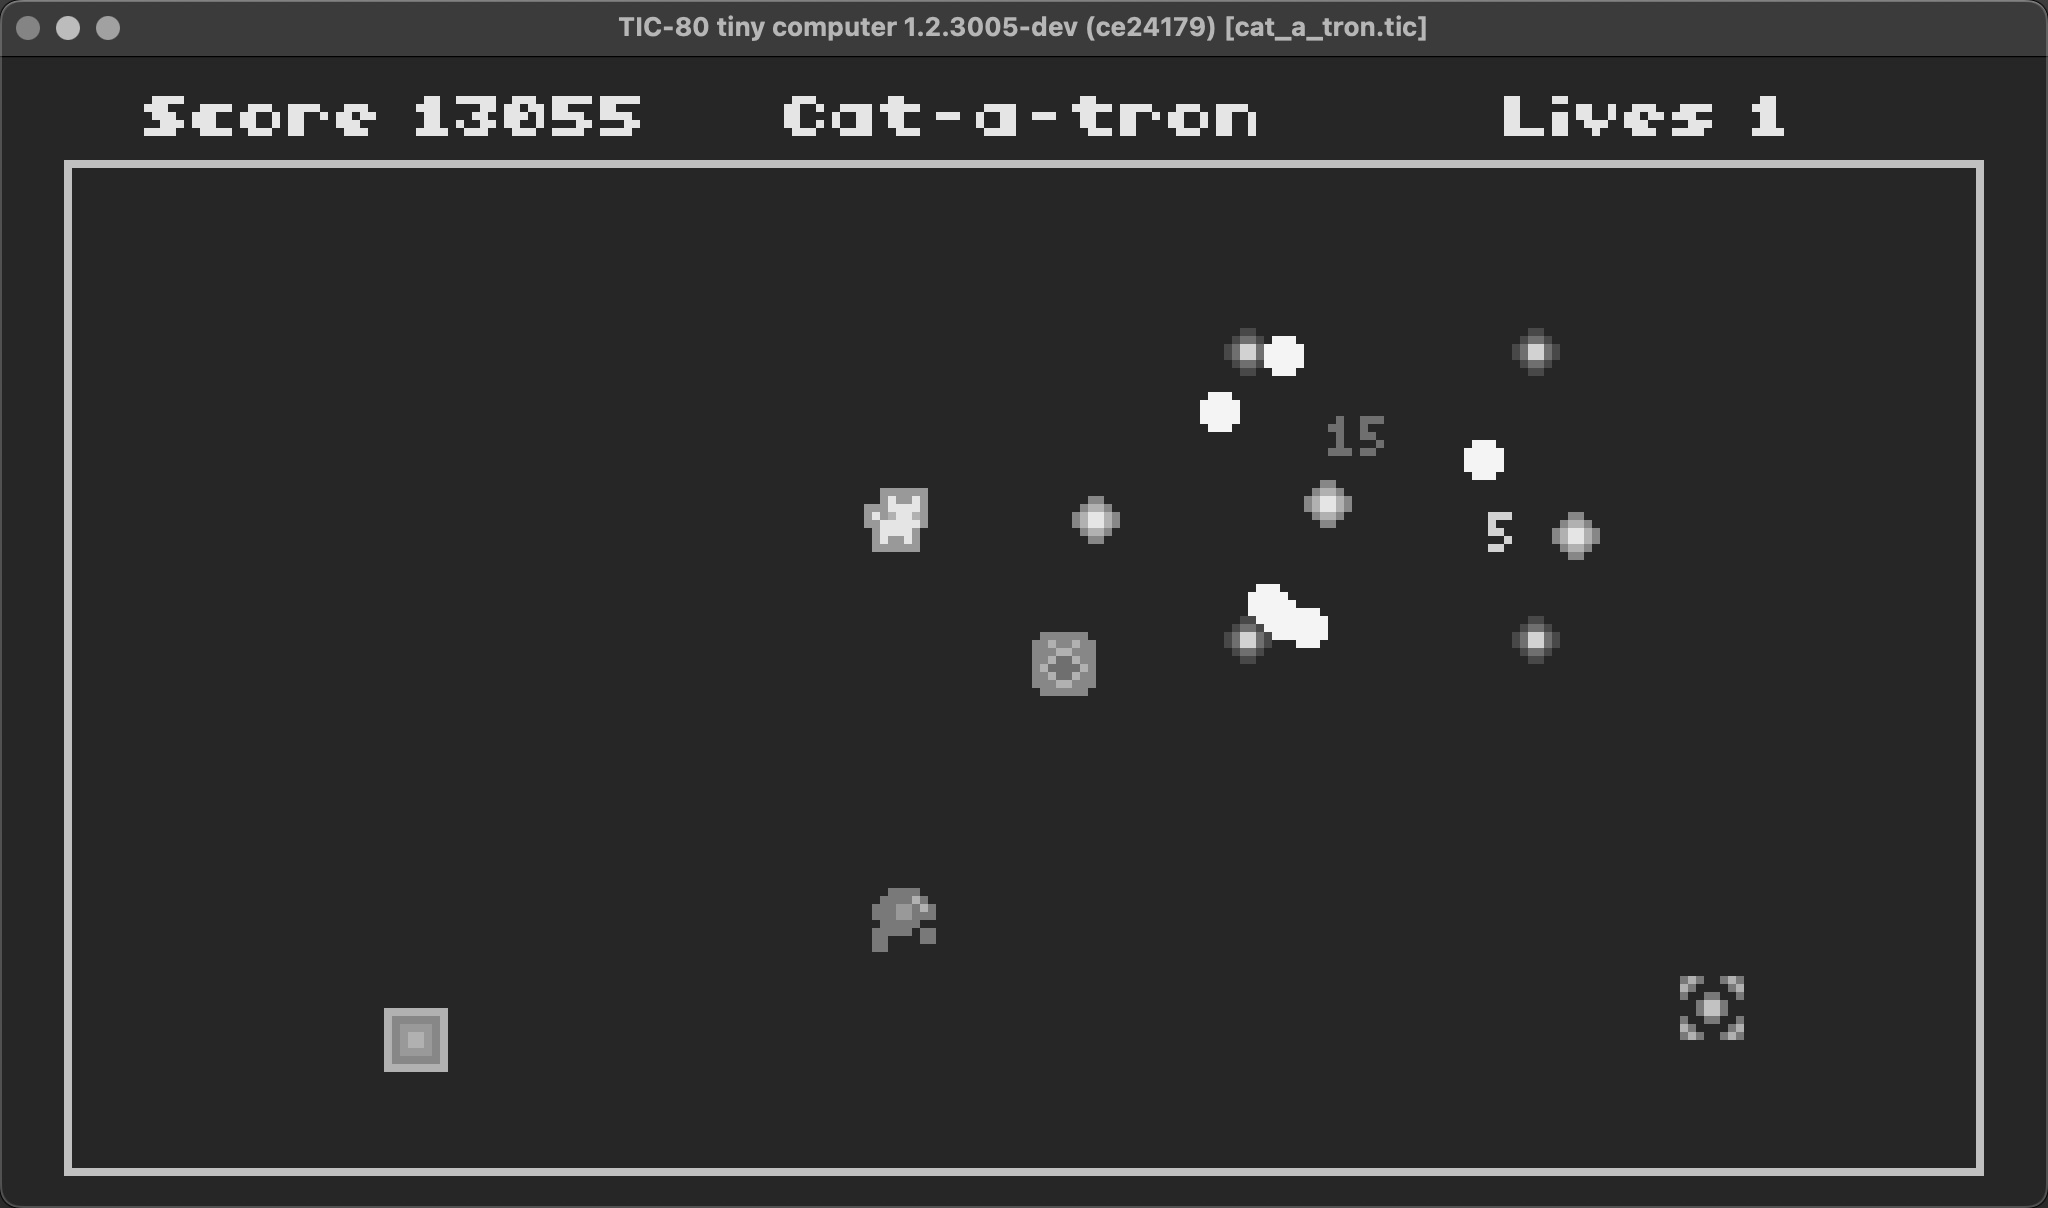 TIC-80 tiny computer 1.2.3005-dev (ce24179) [cat_a_tron.tic]
Score 13055 Cat-a-tron Lives 1
15
5